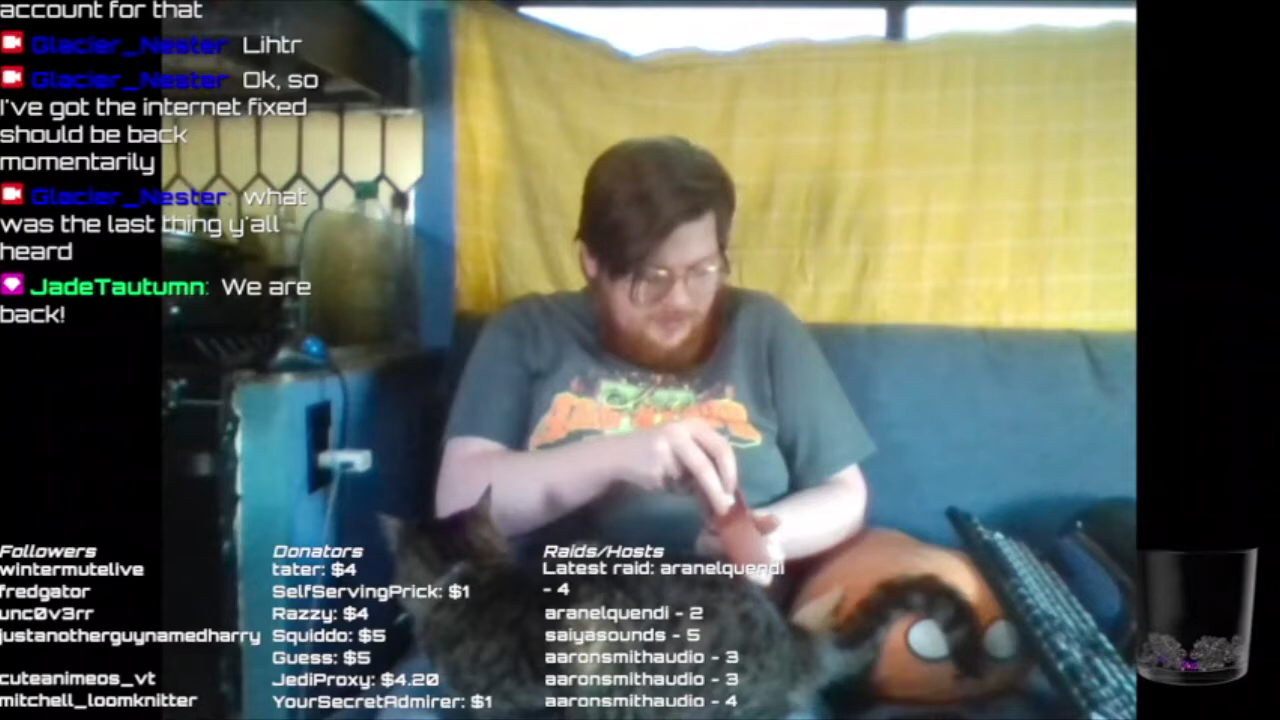 account for that
Glacier_Nester: Lihtr
Glacier_Nester: Ok, so
I've got the internet fixed
should be back
momentarily
Glacier_Nester: what
was the last thing y'all
heard
JadeTautumn: We are
back!
Followers
wintermutelive
fredgator
unc0v3rr
justanotherguynamedharry
cuteanimeos_vt
mitchell_loomknitter
Donators
tater: $4
SelfServingPrick: $1
Razzy: $4
Squiddo: $5
Guess: $5
JediProxy: $4.20
YourSecretAdmirer: $1
Raids/Hosts
Latest raid: aranelquendi
- 4
aranelquendi - 2
saiyasounds - 5
aaronsmithaudio - 3
aaronsmithaudio - 3
aaronsmithaudio - 4